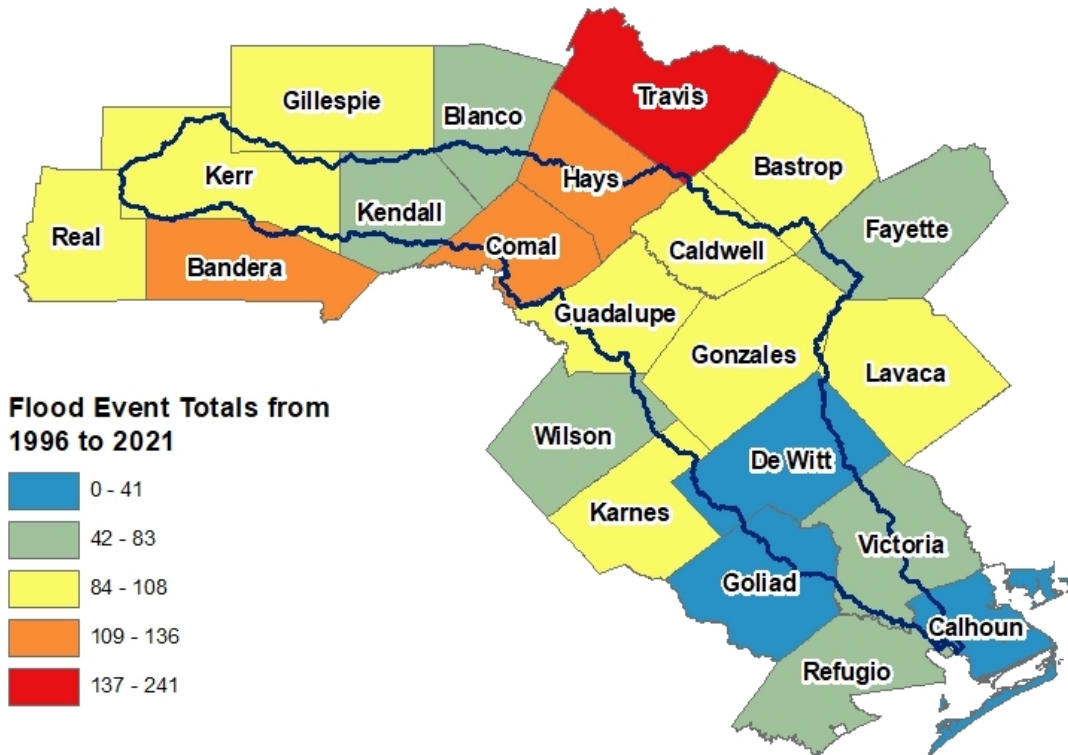 Travis
Gillespie
Blanco
Bastrop
Kerr
Hays
Kendall
Fayette
Real
Comal
Caldwell
Bandera
Guadalupe
Gonzales
Lavaca
Flood Event Totals from
1996 to 2021
Wilson
De Witt
0 - 41
Karnes
42 - 83
Victoria
Goliad
84 - 108
Calhoun
109 - 136
Refugio
137 - 241